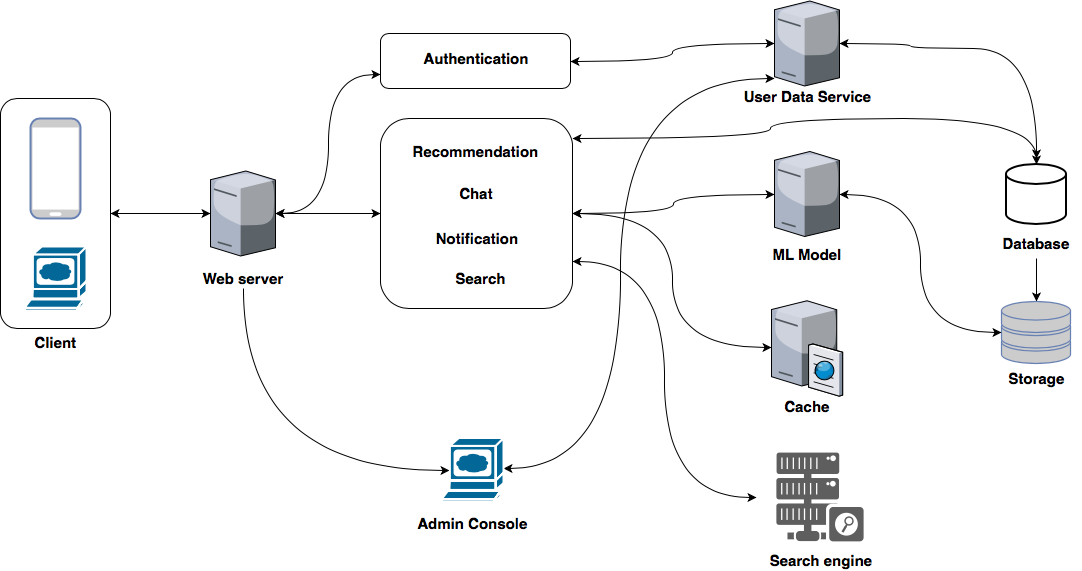 Authentication
User Data Service
Recommendation
Chat
Notification
Search
Client
Web server
ML Model
Database
Cache
Storage
Admin Console
Search engine